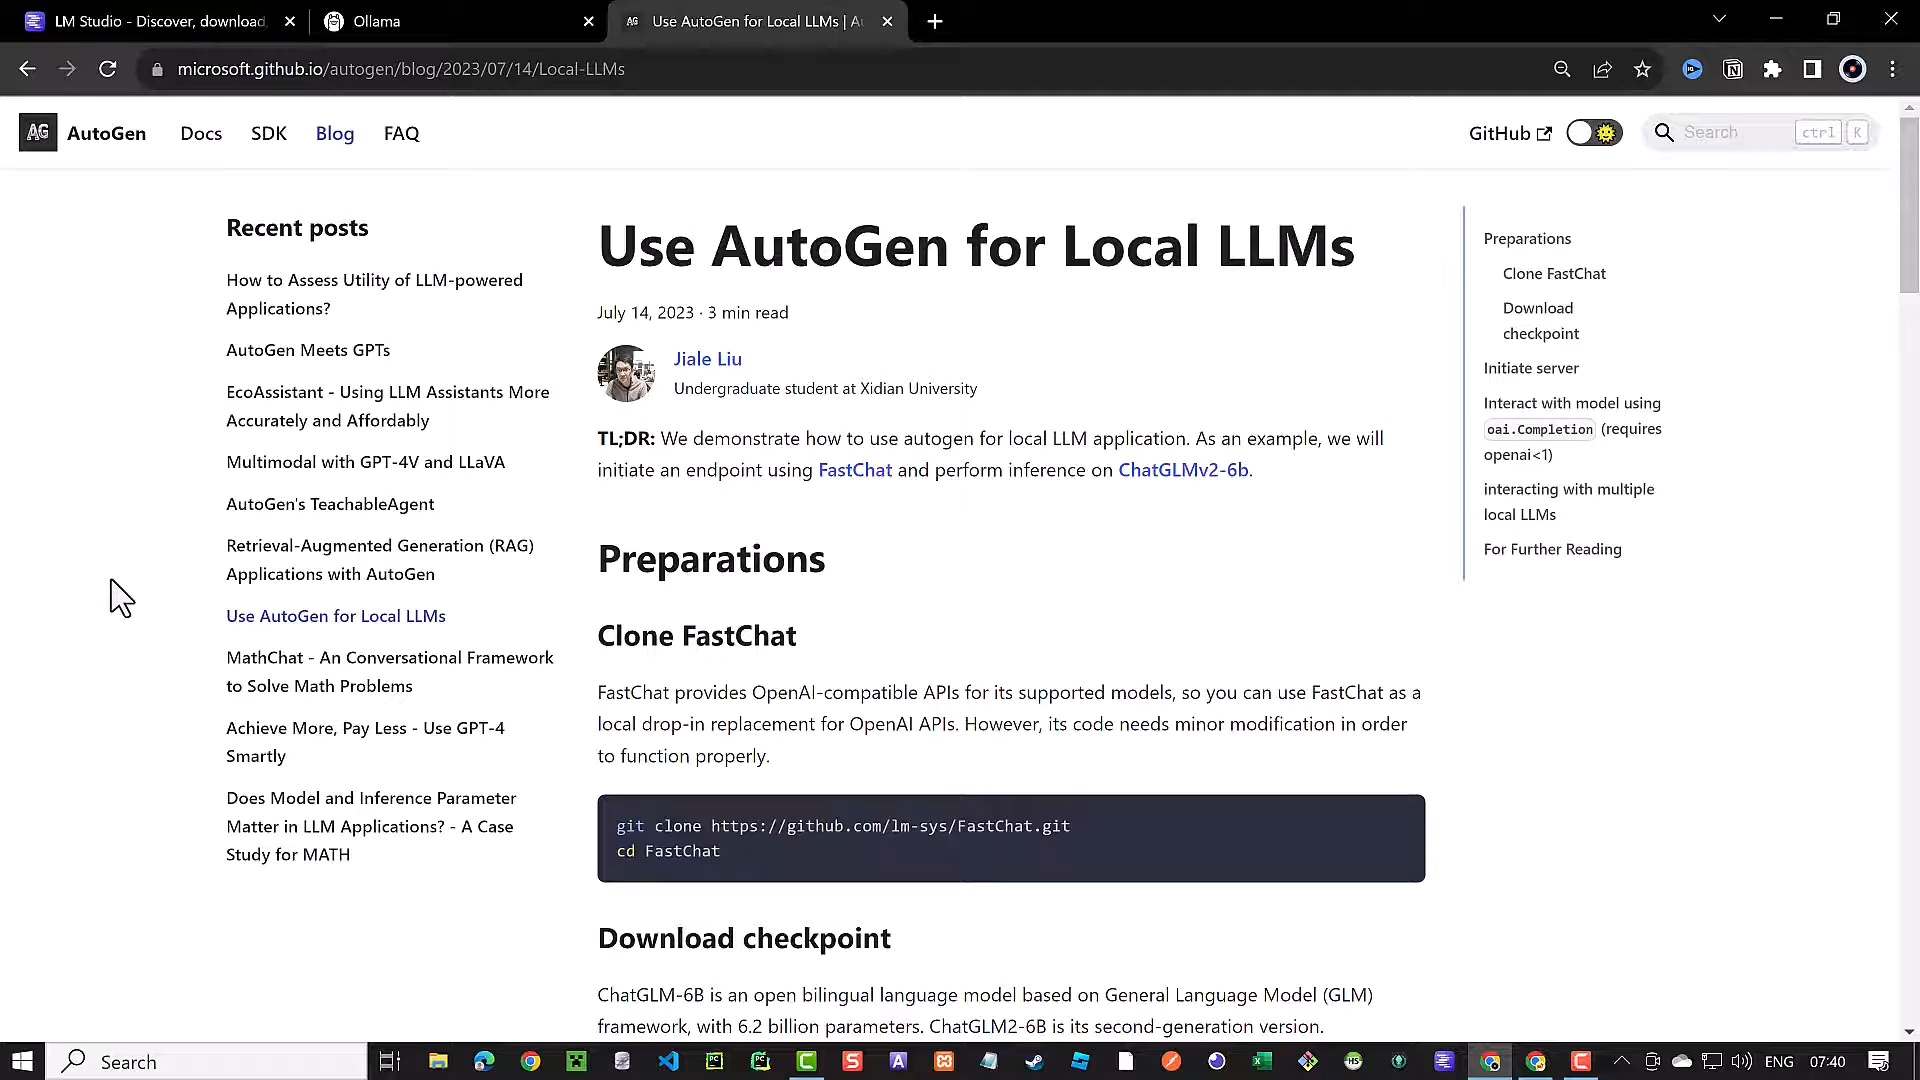 LM Studio - Discover, download,
Ollama
Use AutoGen for Local LLMs | Au
microsoft.github.io/autogen/blog/2023/07/14/Local-LLMs
AG
AutoGen
Docs
SDK
Blog
FAQ
GitHub
Search
ctrl
K
Recent posts
How to Assess Utility of LLM-powered
Applications?
AutoGen Meets GPTs
EcoAssistant - Using LLM Assistants More
Accurately and Affordably
Multimodal with GPT-4V and LLaVA
AutoGen's TeachableAgent
Retrieval-Augmented Generation (RAG)
Applications with AutoGen
Use AutoGen for Local LLMs
MathChat - An Conversational Framework
to Solve Math Problems
Achieve More, Pay Less - Use GPT-4
Smartly
Does Model and Inference Parameter
Matter in LLM Applications? - A Case
Study for MATH
Use AutoGen for Local LLMs
July 14, 2023 · 3 min read
Jiale Liu
Undergraduate student at Xidian University
TL;DR: We demonstrate how to use autogen for local LLM application. As an example, we will
initiate an endpoint using FastChat and perform inference on ChatGLMv2-6b.
Preparations
Clone FastChat
FastChat provides OpenAI-compatible APIs for its supported models, so you can use FastChat as a
local drop-in replacement for OpenAI APIs. However, its code needs minor modification in order
to function properly.
git clone https://github.com/lm-sys/FastChat.git
cd FastChat
Download checkpoint
ChatGLM-6B is an open bilingual language model based on General Language Model (GLM)
framework, with 6.2 billion parameters. ChatGLM2-6B is its second-generation version.
Preparations
Clone FastChat
Download
checkpoint
Initiate server
Interact with model using
oai.Completion (requires
openai<1)
interacting with multiple
local LLMs
For Further Reading
Search
ENG
07:40